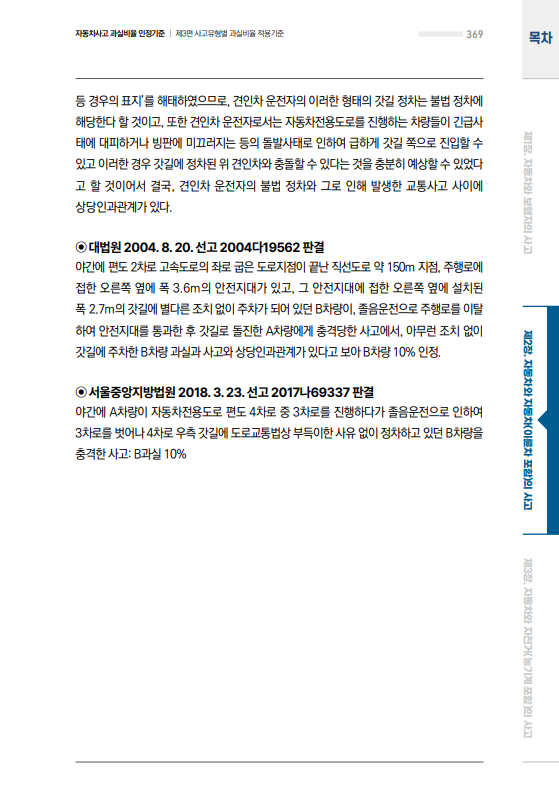 자동차사고 과실비율 인정기준 | 제3편 사고유형별 과실비율 적용기준
369
목차
등 경우의 표지'를 해태하였으므로, 견인차 운전자의 이러한 형태의 갓길 정차는 불법 정차에
해당한다 할 것이고, 또한 견인차 운전자로서는 자동차전용도로를 진행하는 차량들이 긴급사
태에 대피하거나 빙판에 미끄러지는 등의 돌발사태로 인하여 급하게 갓길 쪽으로 진입할 수
있고 이러한 경우 갓길에 정차된 위 견인차와 충돌할 수 있다는 것을 충분히 예상할 수 있었다
고 할 것이어서 결국, 견인차 운전자의 불법 정차와 그로 인해 발생한 교통사고 사이에
상당인과관계가 있다.
◉ 대법원 2004. 8. 20. 선고 2004다19562 판결
야간에 편도 2차로 고속도로의 좌로 굽은 도로지점이 끝난 직선도로 약 150m 지점, 주행로에
접한 오른쪽 옆에 폭 3.6m의 안전지대가 있고, 그 안전지대에 접한 오른쪽 옆에 설치된
폭 2.7m의 갓길에 별다른 조치 없이 주차가 되어 있던 B차량이, 졸음운전으로 주행로를 이탈
하여 안전지대를 통과한 후 갓길로 돌진한 A차량에게 충격당한 사고에서, 아무런 조치 없이
갓길에 주차한 B차량 과실과 사고와 상당인과관계가 있다고 보아 B차량 10% 인정.
◉ 서울중앙지방법원 2018. 3. 23. 선고 2017나69337 판결
야간에 A차량이 자동차전용도로 편도 4차로 중 3차로를 진행하다가 졸음운전으로 인하여
3차로를 벗어나 4차로 우측 갓길에 도로교통법상 부득이한 사유 없이 정차하고 있던 B차량을
충격한 사고: B과실 10%
제1장. 자동차와 보행자의 사고
제2장. 자동차와 자동차(이륜차 포함)의 사고
제3장. 자동차와 자전거(농기계 포함)의 사고